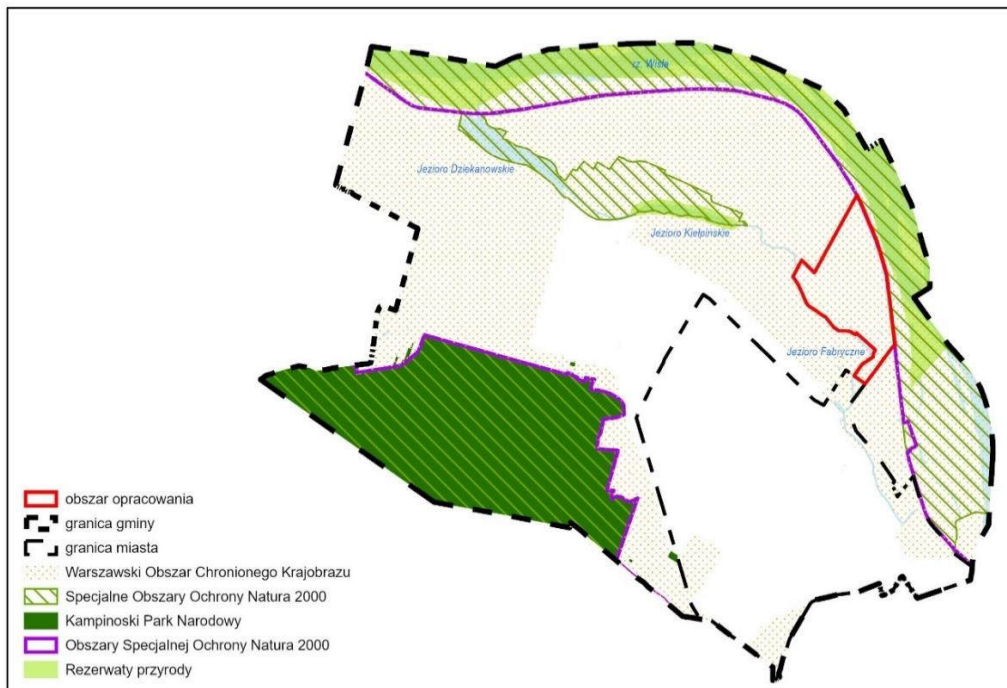 rz. Wisła
Jezioro Dziekanowskie
Jezioro Kiełpińskie
Jezioro Fabryczne
obszar opracowania
granica gminy
granica miasta
Warszawski Obszar Chronionego Krajobrazu
Specjalne Obszary Ochrony Natura 2000
Kampinoski Park Narodowy
Obszary Specjalnej Ochrony Natura 2000
Rezerwaty przyrody